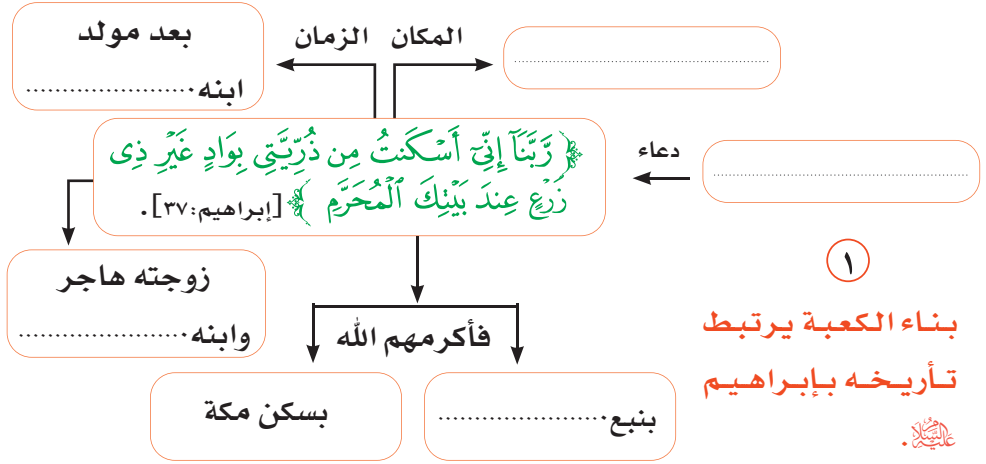 المكان
الزمان
بعد مولد
ابنه ......................
دعاء
﴿ رَّبَّنَآ إِنِّىٓ أَسْكَنتُ مِن ذُرِّيَّتِى بِوَادٍ غَيْرِ ذِى
زَرْعٍ عِندَ بَيْتِكَ ٱلْمُحَرَّمِ ﴾ [إبراهيم:٣٧].
١
بناء الكعبة يرتبط
تأريخه بإبراهيم
عليه السلام.
زوجته هاجر
وابنه ......................
فأكرمهم الله
بنبع ......................
بسكن مكة